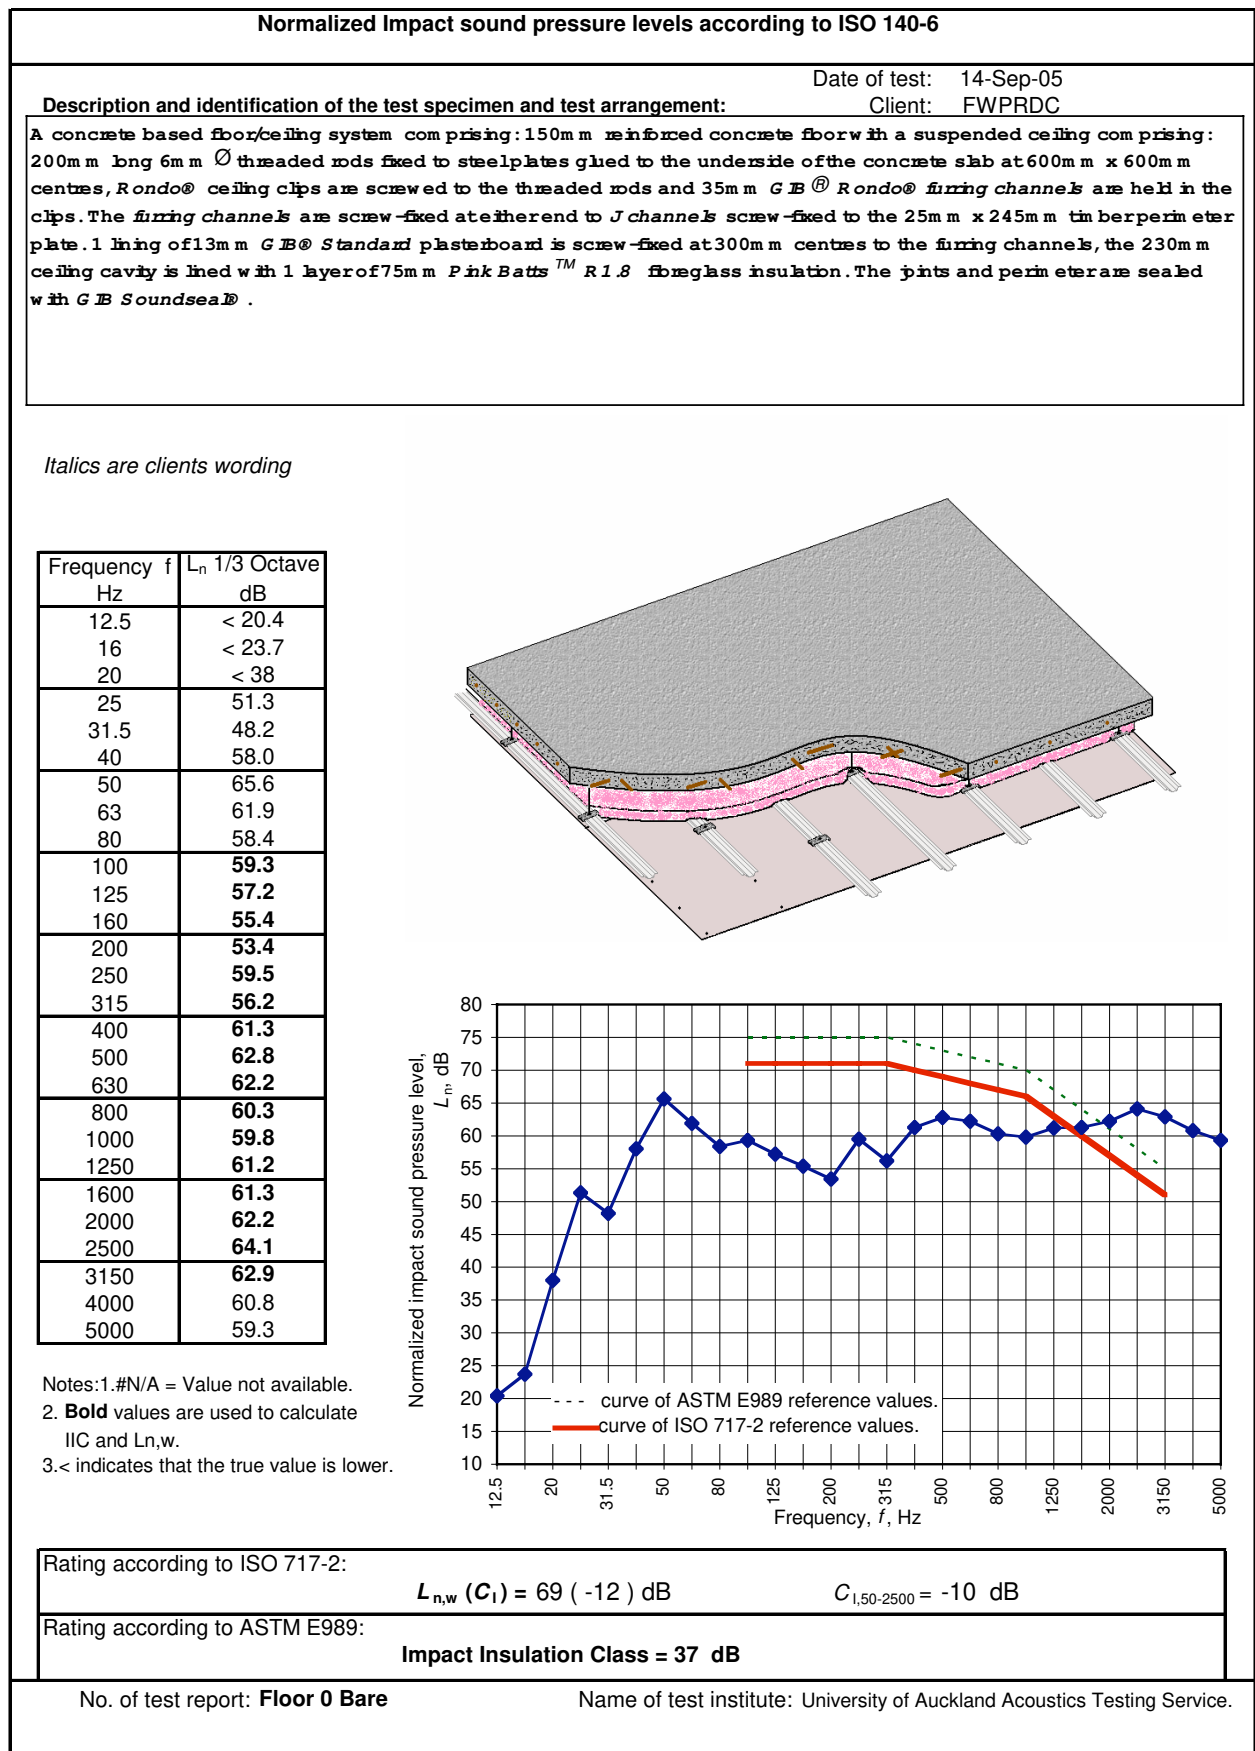 Normalized Impact sound pressure levels according to ISO 140-6
Date of test: 14-Sep-05
Description and identification of the test specimen and test arrangement: Client: FWPRDC
A concrete based floor/ceiling system comprising: 150mm reinforced concrete floor with a suspended ceiling comprising:
200mm long 6mm Ø threaded rods fixed to steel plates glued to the underside of the concrete slab at 600mm x 600mm
centres, Rondo® ceiling clips are screwed to the threaded rods and 35mm GIB® Rondo® furring channels are held in the
clips. The furring channels are screw-fixed at either end to J channels screw-fixed to the 25mm x 245mm timber perimeter
plate. 1 lining of 13mm GIB® Standard plasterboard is screw-fixed at 300mm centres to the furring channels, the 230mm
ceiling cavity is lined with 1 layer of 75mm Pink Batts™ R1.8 fibreglass insulation. The joints and perimeter are sealed
with GIB Soundseal® .
Italics are clients wording
Frequency f Ln 1/3 Octave
Hz dB
12.5 < 20.4
16 < 23.7
20 < 38
25 51.3
31.5 48.2
40 58.0
50 65.6
63 61.9
80 58.4
100 59.3
125 57.2
160 55.4
200 53.4
250 59.5
315 56.2
400 61.3
500 62.8
630 62.2
800 60.3
1000 59.8
1250 61.2
1600 61.3
2000 62.2
2500 64.1
3150 62.9
4000 60.8
5000 59.3
Notes:1.#N/A = Value not available.
2. Bold values are used to calculate
IIC and Ln,w.
3.< indicates that the true value is lower.
Normalized impact sound pressure level,
Ln, dB
80
75
70
65
60
55
50
45
40
35
30
25
20
15
10
- - - curve of ASTM E989 reference values.
curve of ISO 717-2 reference values.
12.5 20 31.5 50 80 125 200 315 500 800 1250 2000 3150 5000
Frequency, f, Hz
Rating according to ISO 717-2:
Ln,w (CI) = 69 ( -12 ) dB CI,50-2500 = -10 dB
Rating according to ASTM E989:
Impact Insulation Class = 37 dB
No. of test report: Floor 0 Bare Name of test institute: University of Auckland Acoustics Testing Service.